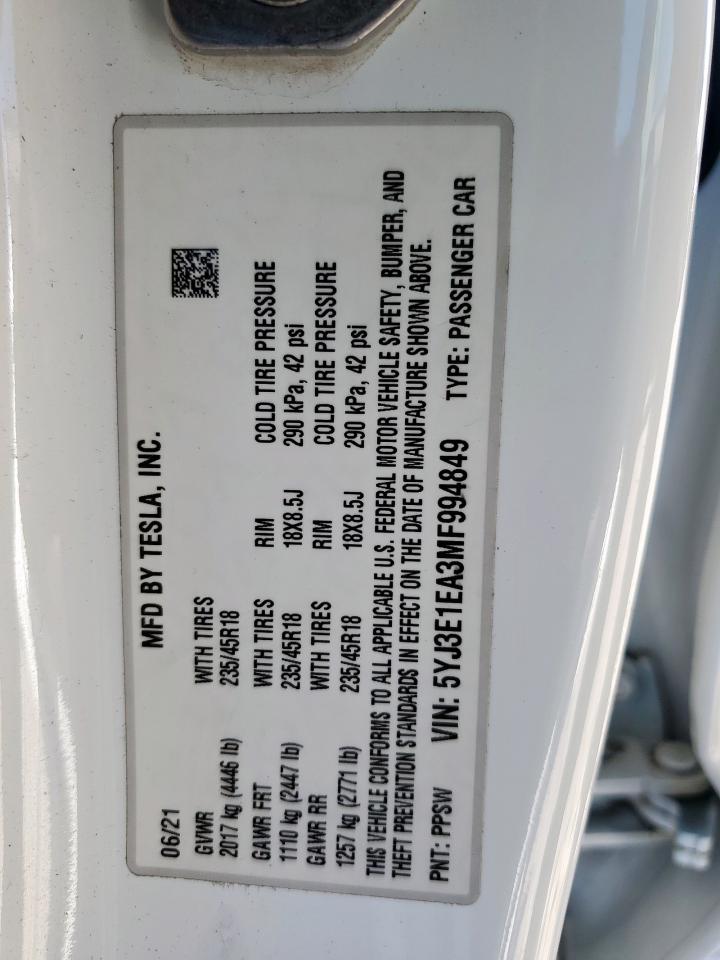 MFD BY TESLA, INC.
06/21
GVWR WITH TIRES
2017 kg (4446 lb) 235/45R18
GAWR FRT WITH TIRES RIM COLD TIRE PRESSURE
1110 kg (2447 lb) 235/45R18 18X8.5J 290 kPa, 42 psi
GAWR RR WITH TIRES RIM COLD TIRE PRESSURE
1257 kg (2771 lb) 235/45R18 18X8.5J 290 kPa, 42 psi
THIS VEHICLE CONFORMS TO ALL APPLICABLE U.S. FEDERAL MOTOR VEHICLE SAFETY, BUMPER, AND
THEFT PREVENTION STANDARDS IN EFFECT ON THE DATE OF MANUFACTURE SHOWN ABOVE.
PNT: PPSW VIN: 5YJ3E1EA3MF994849 TYPE: PASSENGER CAR